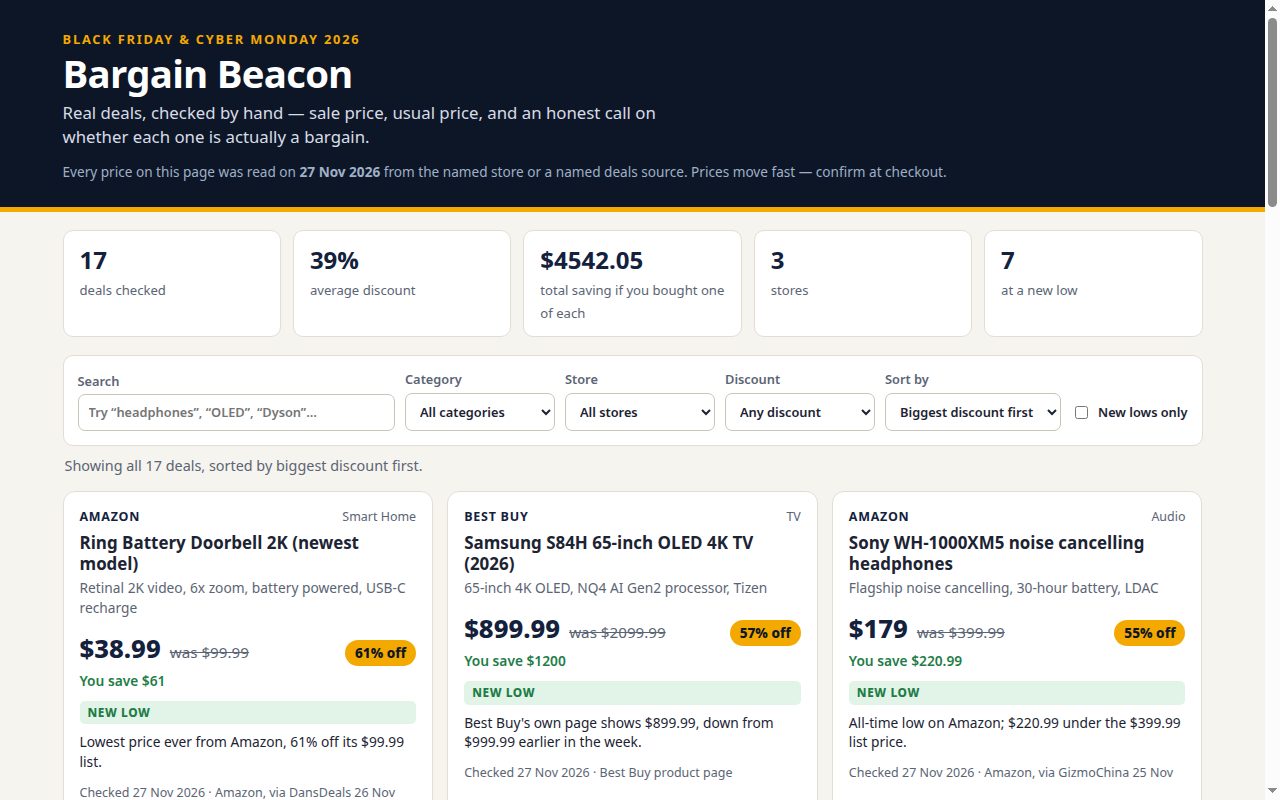 BLACK FRIDAY & CYBER MONDAY 2026
Bargain Beacon
Real deals, checked by hand — sale price, usual price, and an honest call on
whether each one is actually a bargain.
Every price on this page was read on 27 Nov 2026 from the named store or a named deals source. Prices move fast — confirm at checkout.
17
deals checked
39%
average discount
$4542.05
total saving if you bought one
of each
3
stores
7
at a new low
Search
Try “headphones”, “OLED”, “Dyson”…
Category
All categories
Store
All stores
Discount
Any discount
Sort by
Biggest discount first
New lows only
Showing all 17 deals, sorted by biggest discount first.
AMAZON
Smart Home
Ring Battery Doorbell 2K (newest
model)
Retinal 2K video, 6x zoom, battery powered, USB-C
recharge
$38.99 was $99.99
61% off
You save $61
NEW LOW
Lowest price ever from Amazon, 61% off its $99.99
list.
Checked 27 Nov 2026 · Amazon, via DansDeals 26 Nov
BEST BUY
TV
Samsung S84H 65-inch OLED 4K TV
(2026)
65-inch 4K OLED, NQ4 AI Gen2 processor, Tizen
$899.99 was $2099.99
57% off
You save $1200
NEW LOW
Best Buy's own page shows $899.99, down from
$999.99 earlier in the week.
Checked 27 Nov 2026 · Best Buy product page
AMAZON
Audio
Sony WH-1000XM5 noise cancelling
headphones
Flagship noise cancelling, 30-hour battery, LDAC
$179 was $399.99
55% off
You save $220.99
NEW LOW
All-time low on Amazon; $220.99 under the $399.99
list price.
Checked 27 Nov 2026 · Amazon, via GizmoChina 25 Nov